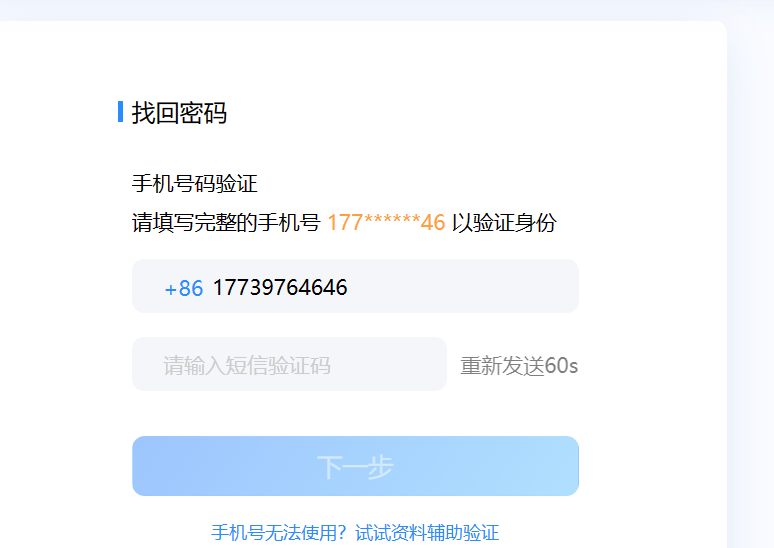 找回密码
手机号码验证
请填写完整的手机号 177******46 以验证身份
+86 17739764646
请输入短信验证码 重新发送60s
下一步
手机号无法使用？试试资料辅助验证